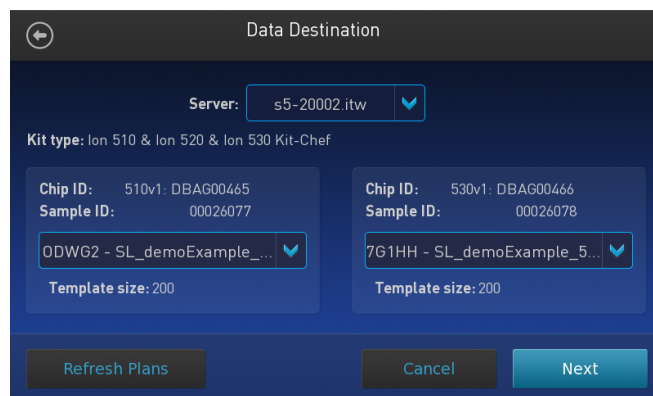 Data Destination
Server: s5-20002.itw
Kit type: Ion 510 & Ion 520 & Ion 530 Kit-Chef
Chip ID: 510v1: DBAG00465
Sample ID: 00026077
ODWG2 - SL_demoExample_...
Template size: 200
Chip ID: 530v1: DBAG00466
Sample ID: 00026078
7G1HH - SL_demoExample_5...
Template size: 200
Refresh Plans Cancel Next